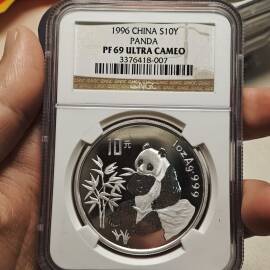 1996 CHINA S10Y
PANDA
PF 69 ULTRA CAMEO
3376418-007
NGC
10元
1oz Ag .999